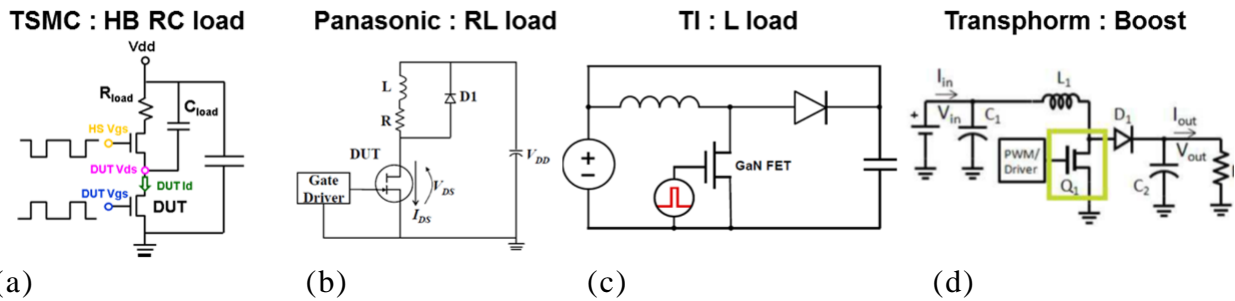 TSMC : HB RC load
Vdd
Rload
Cload
HS Vgs
DUT Vds
DUT Id
DUT Vgs
DUT
(a)
Panasonic : RL load
L
D1
R
DUT
VDD
Gate
Driver
VDS
IDS
(b)
TI : L load
GaN FET
(c)
Transphorm : Boost
Iin
L1
Vin
C1
D1
Iout
Vout
PWM/
Driver
Q1
C2
(d)